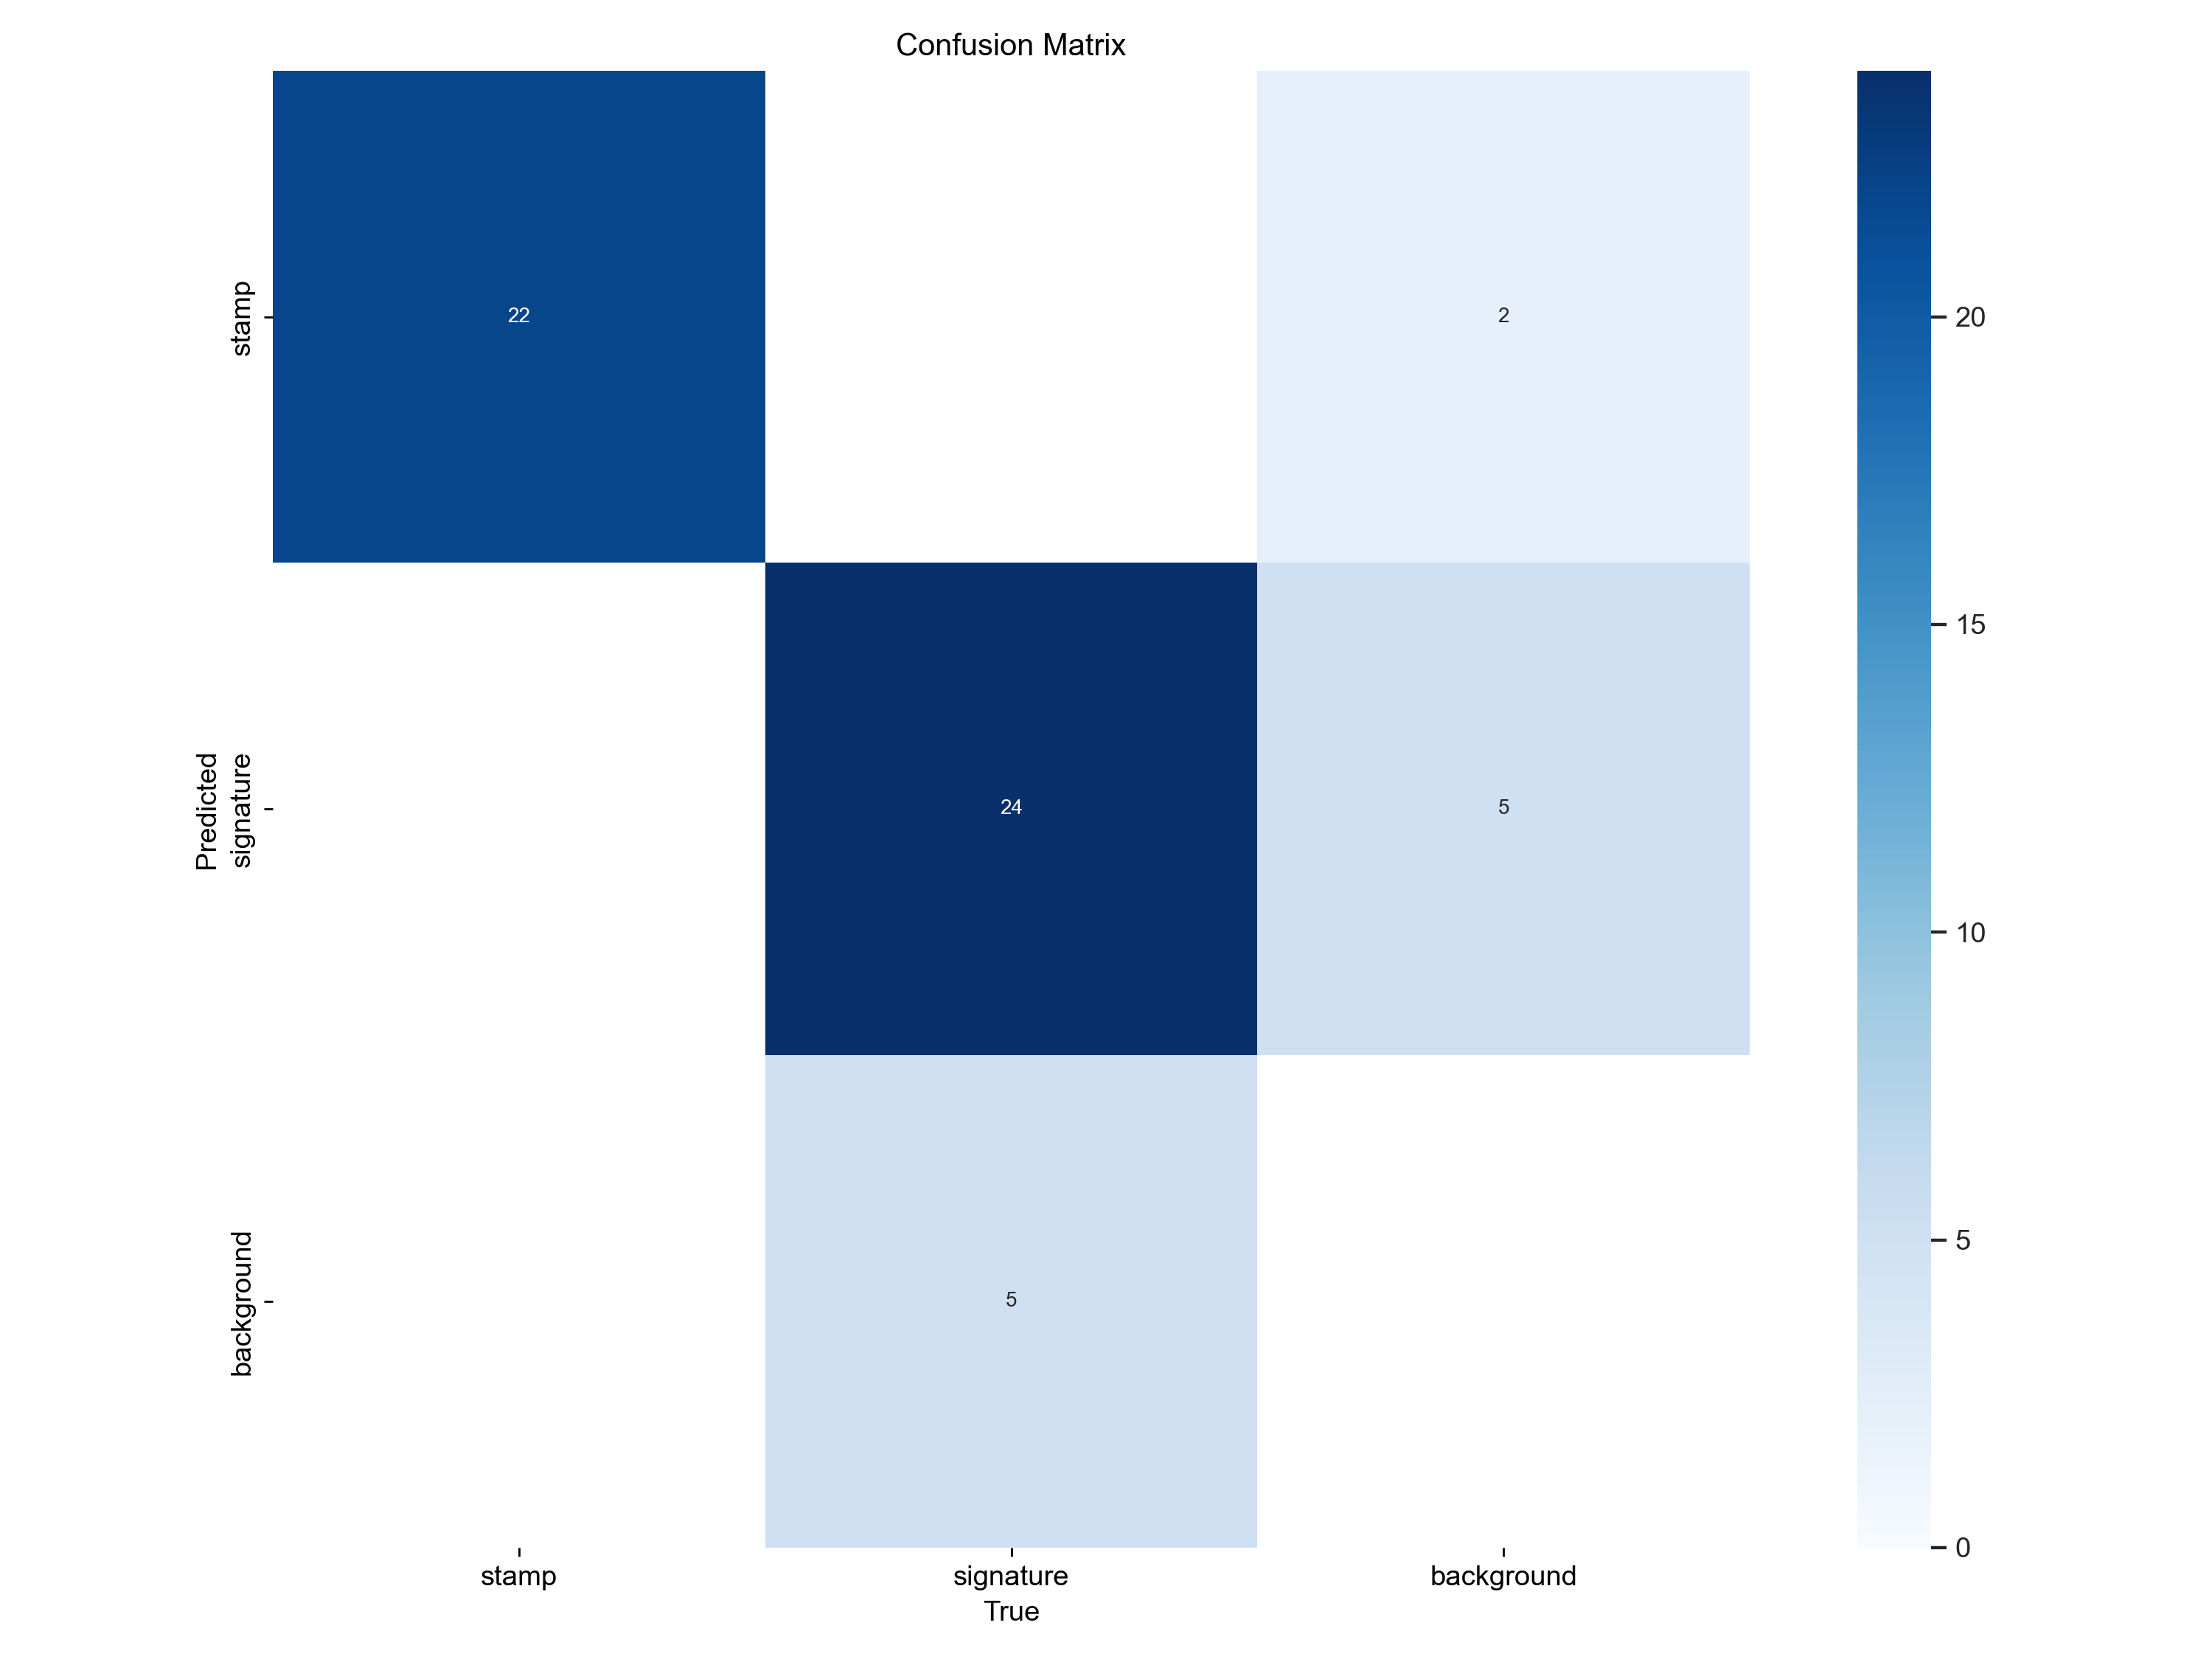 Confusion Matrix
stamp
22
2
20
15
Predicted
signature
24
5
10
background
5
5
0
stamp
signature
background
True